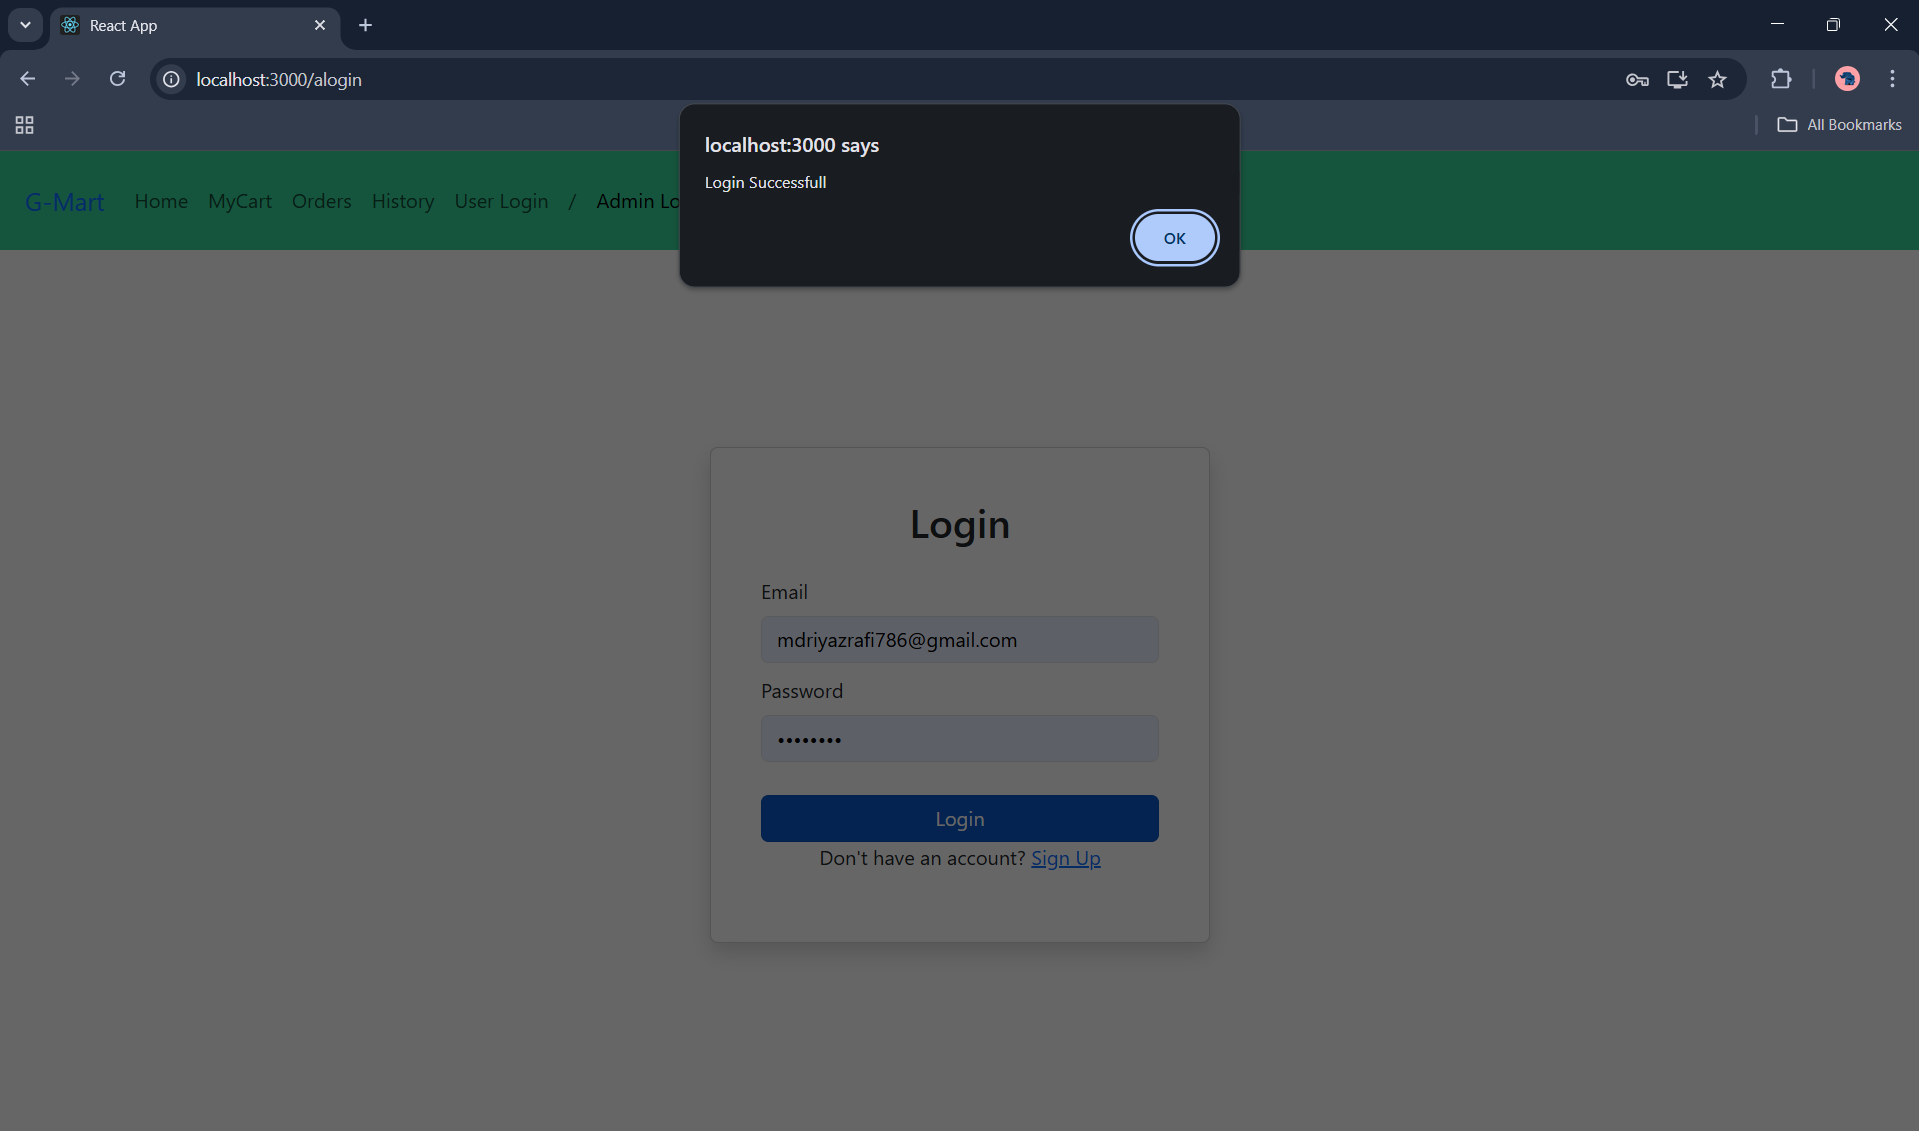 React App
localhost:3000/alogin
All Bookmarks
localhost:3000 says
Login Successfull
OK
G-Mart Home MyCart Orders History User Login / Admin Lo
Login
Email
mdriyazrafi786@gmail.com
Password
••••••••
Login
Don't have an account? Sign Up